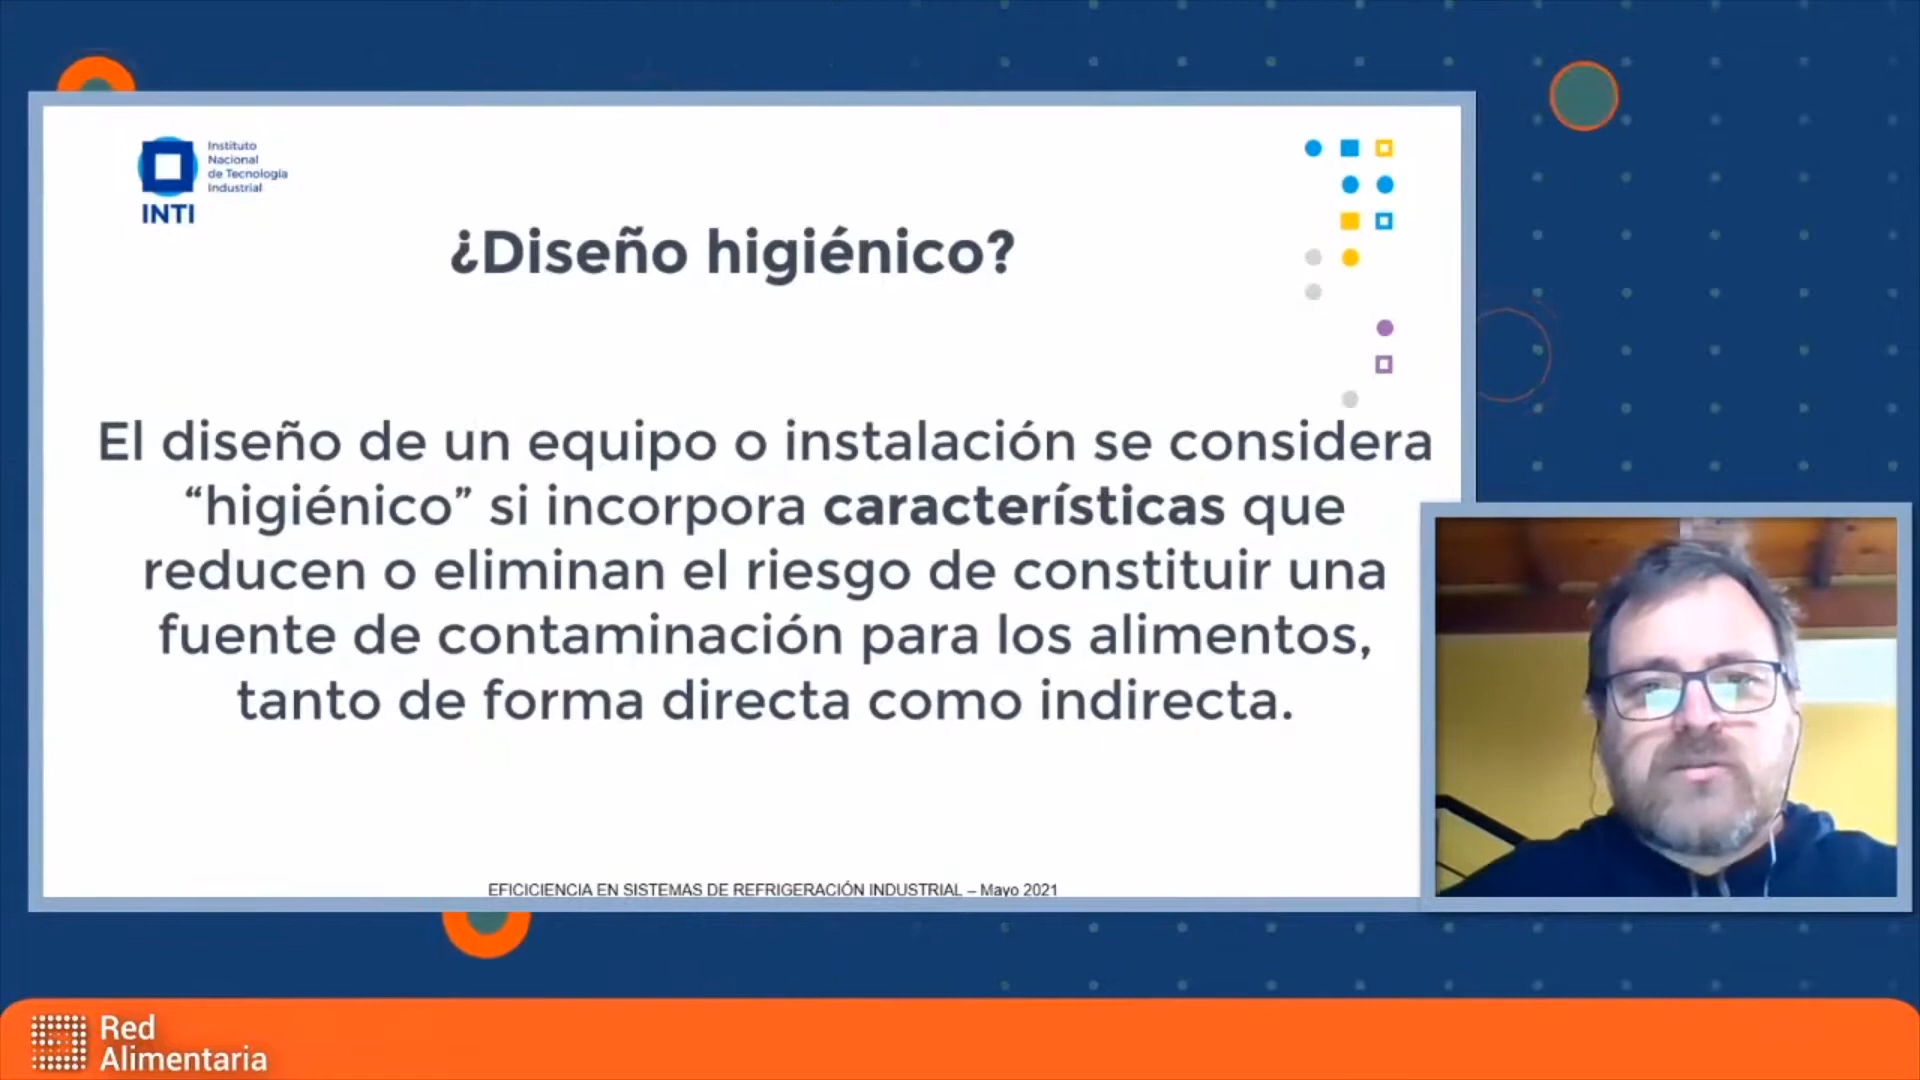 Instituto
Nacional
de Tecnología
Industrial
INTI
¿Diseño higiénico?
El diseño de un equipo o instalación se considera
“higiénico” si incorpora características que
reducen o eliminan el riesgo de constituir una
fuente de contaminación para los alimentos,
tanto de forma directa como indirecta.
EFICICIENCIA EN SISTEMAS DE REFRIGERACIÓN INDUSTRIAL – Mayo 2021
Red
Alimentaria